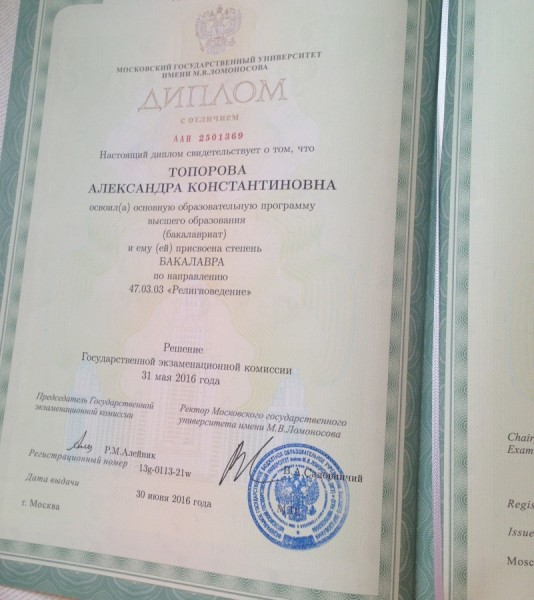 МОСКОВСКИЙ ГОСУДАРСТВЕННЫЙ УНИВЕРСИТЕТ
ИМЕНИ М.В.ЛОМОНОСОВА
ДИПЛОМ
С ОТЛИЧИЕМ
ААН 2501369
Настоящий диплом свидетельствует о том, что
ТОПОРОВА
АЛЕКСАНДРА КОНСТАНТИНОВНА
освоил(а) основную образовательную программу
высшего образования
(бакалавриат)
и ему (ей) присвоена степень
БАКАЛАВРА
по направлению
47.03.03 «Религиоведение»
Решение
Государственной экзаменационной комиссии
31 мая 2016 года
Председатель Государственной
экзаменационной комиссии
Ректор Московского государственного
университета имени М.В.Ломоносова
Р.М.Алейник
Регистрационный номер
13g-0113-21w
Дата выдачи
30 июня 2016 года
г. Москва
Chair
Exam
Regis
Issue
Mosc